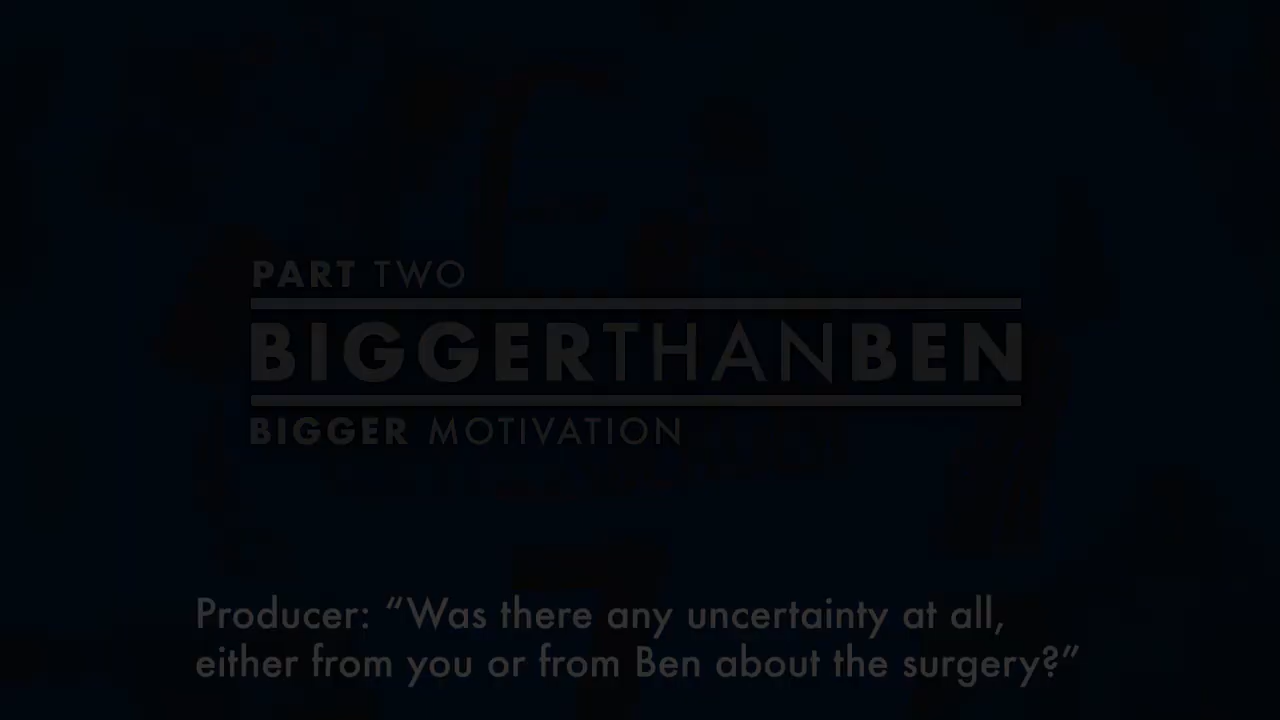 PART TWO
BIGGERTHANBEN
BIGGER MOTIVATION
Producer: “Was there any uncertainty at all,
either from you or from Ben about the surgery?”